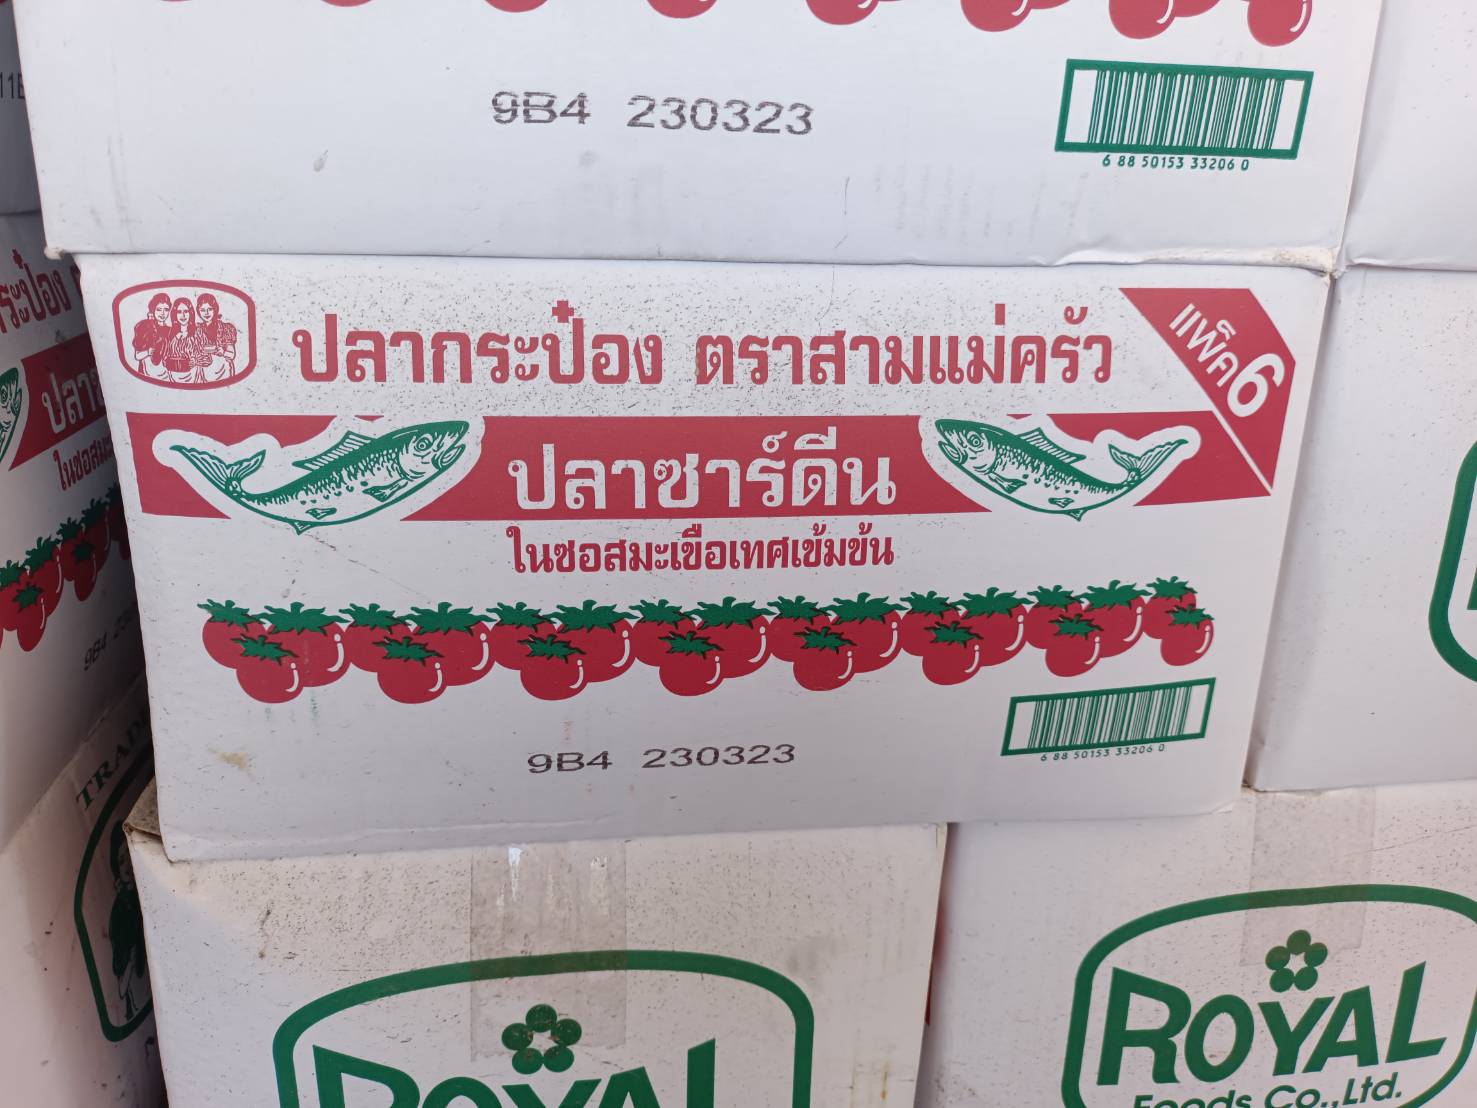 9B4 230323
6 88 50153 33206 0
ปลากระป๋อง ตราสามแม่ครัว
แพ็ค 6
ปลาซาร์ดีน
ในซอสมะเขือเทศเข้มข้น
9B4 230323
6 88 50153 33206 0
ROYAL
ROYAL
Foods Co.,Ltd.